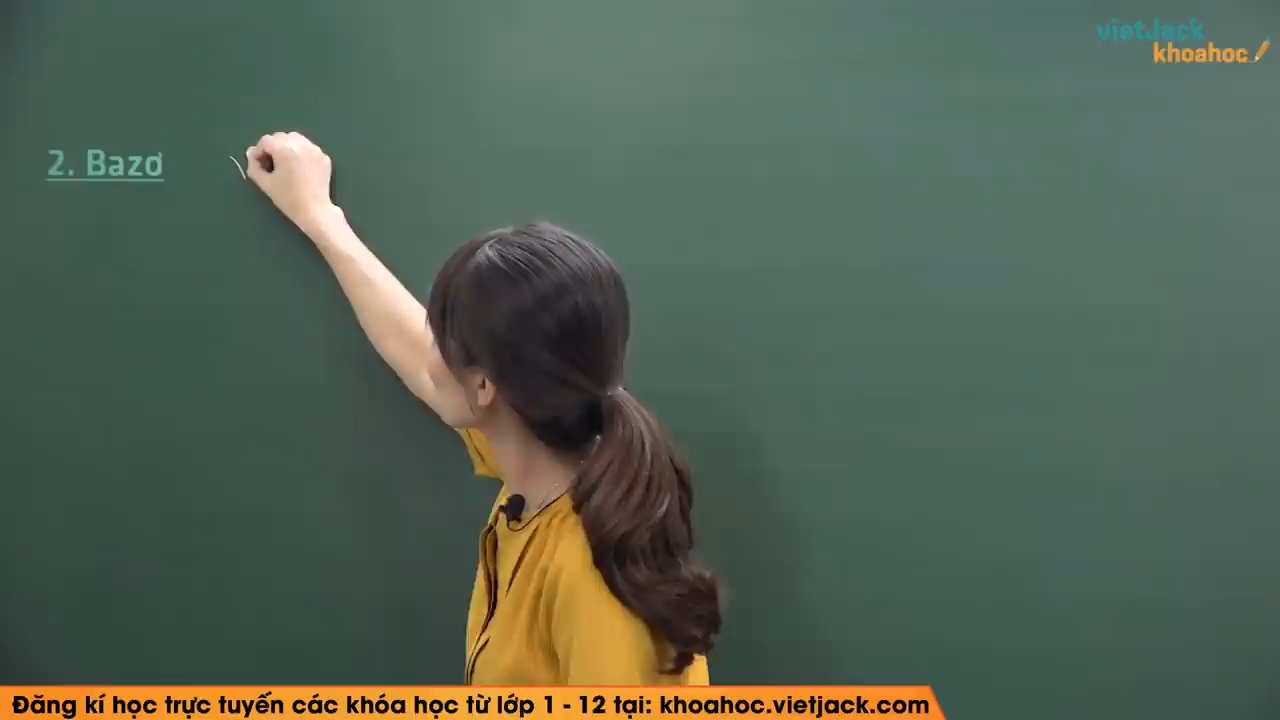 vietJack
khoahoc
2. Bazơ
Đăng kí học trực tuyến các khóa học từ lớp 1 - 12 tại: khoahoc.vietjack.com